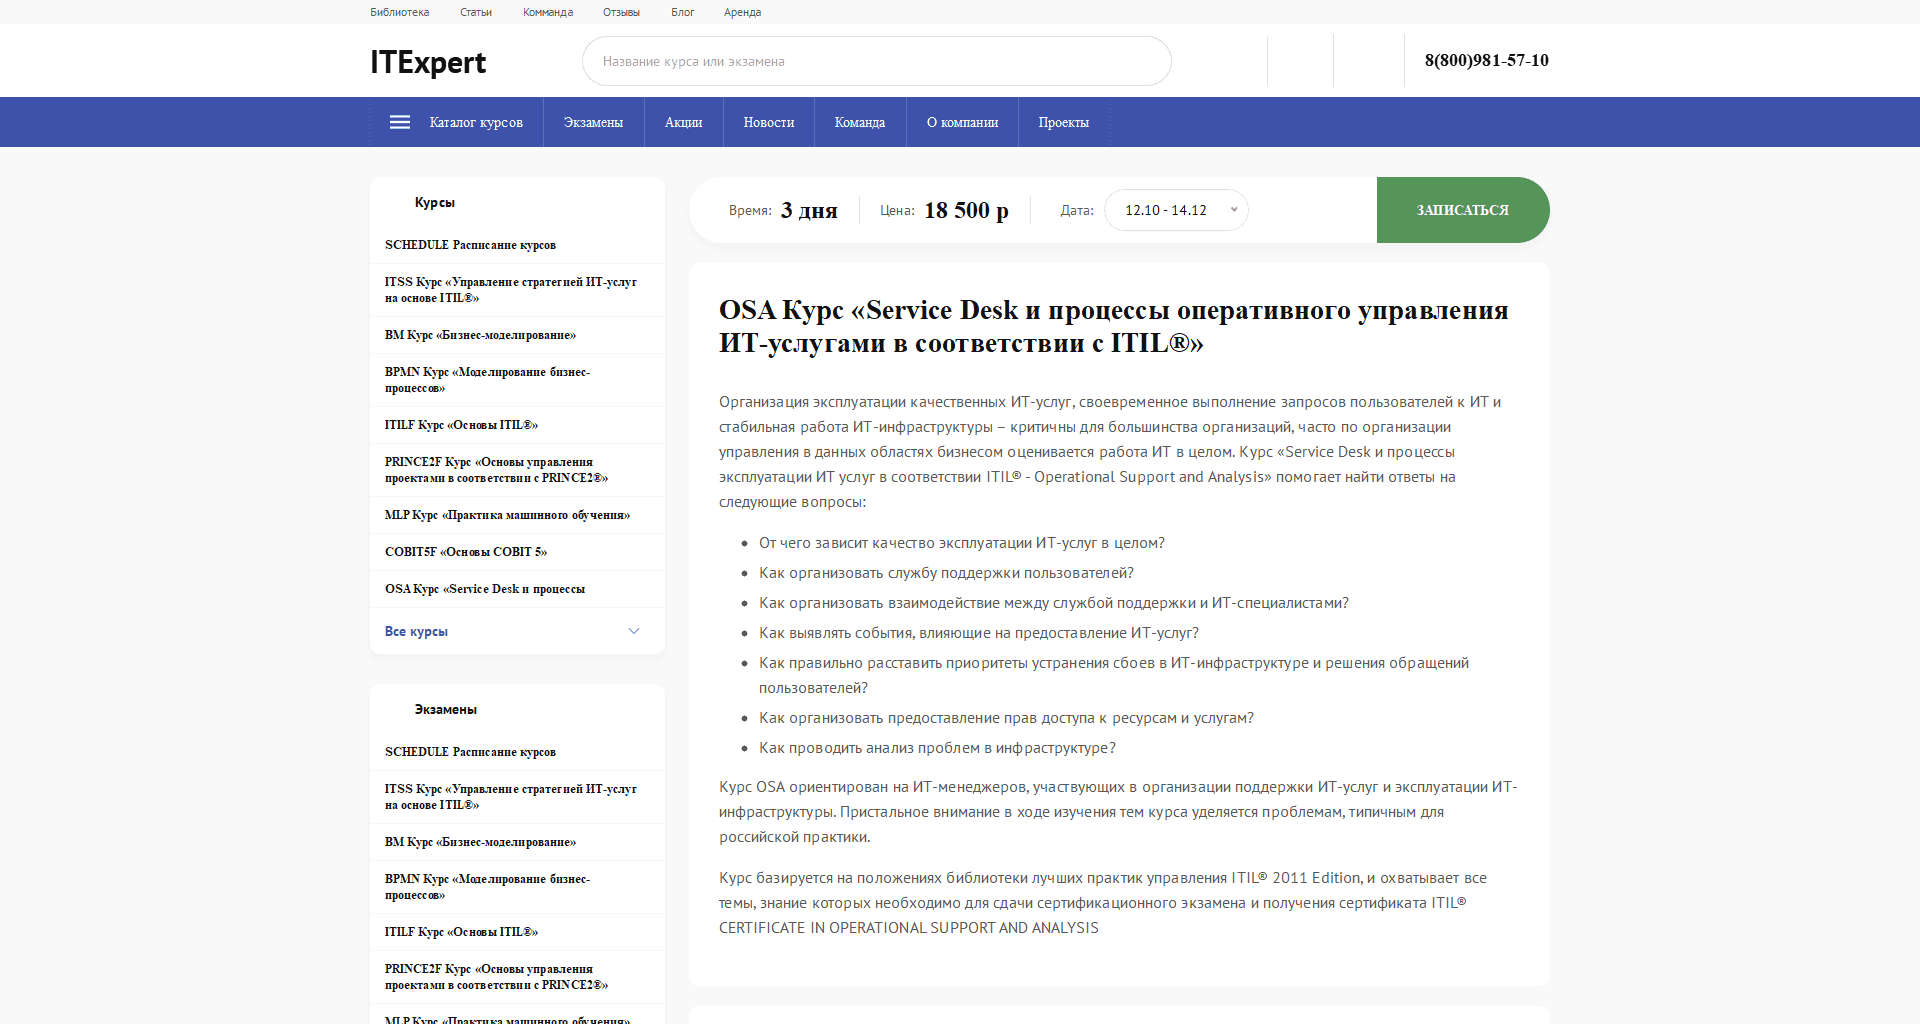 Библиотека Статьи Комманда Отзывы Блог Аренда
ITExpert
Название курса или экзамена
8(800)981-57-10
Каталог курсов Экзамены Акции Новости Команда О компании Проекты
Курсы
SCHEDULE Расписание курсов
ITSS Курс «Управление стратегией ИТ-услуг
на основе ITIL®»
BM Курс «Бизнес-моделирование»
BPMN Курс «Моделирование бизнес-
процессов»
ITILF Курс «Основы ITIL®»
PRINCE2F Курс «Основы управления
проектами в соответствии с PRINCE2®»
MLP Курс «Практика машинного обучения»
COBIT5F «Основы COBIT 5»
OSA Курс «Service Desk и процессы
Все курсы
Экзамены
SCHEDULE Расписание курсов
ITSS Курс «Управление стратегией ИТ-услуг
на основе ITIL®»
BM Курс «Бизнес-моделирование»
BPMN Курс «Моделирование бизнес-
процессов»
ITILF Курс «Основы ITIL®»
PRINCE2F Курс «Основы управления
проектами в соответствии с PRINCE2®»
MLP Курс «Практика машинного обучения»
Время: 3 дня Цена: 18 500 р Дата: 12.10 - 14.12 ЗАПИСАТЬСЯ
OSA Курс «Service Desk и процессы оперативного управления
ИТ-услугами в соответствии с ITIL®»
Организация эксплуатации качественных ИТ-услуг, своевременное выполнение запросов пользователей к ИТ и
стабильная работа ИТ-инфраструктуры – критичны для большинства организаций, часто по организации
управления в данных областях бизнесом оценивается работа ИТ в целом. Курс «Service Desk и процессы
эксплуатации ИТ услуг в соответствии ITIL® - Operational Support and Analysis» помогает найти ответы на
следующие вопросы:
От чего зависит качество эксплуатации ИТ-услуг в целом?
Как организовать службу поддержки пользователей?
Как организовать взаимодействие между службой поддержки и ИТ-специалистами?
Как выявлять события, влияющие на предоставление ИТ-услуг?
Как правильно расставить приоритеты устранения сбоев в ИТ-инфраструктуре и решения обращений
пользователей?
Как организовать предоставление прав доступа к ресурсам и услугам?
Как проводить анализ проблем в инфраструктуре?
Курс OSA ориентирован на ИТ-менеджеров, участвующих в организации поддержки ИТ-услуг и эксплуатации ИТ-
инфраструктуры. Пристальное внимание в ходе изучения тем курса уделяется проблемам, типичным для
российской практики.
Курс базируется на положениях библиотеки лучших практик управления ITIL® 2011 Edition, и охватывает все
темы, знание которых необходимо для сдачи сертификационного экзамена и получения сертификата ITIL®
CERTIFICATE IN OPERATIONAL SUPPORT AND ANALYSIS